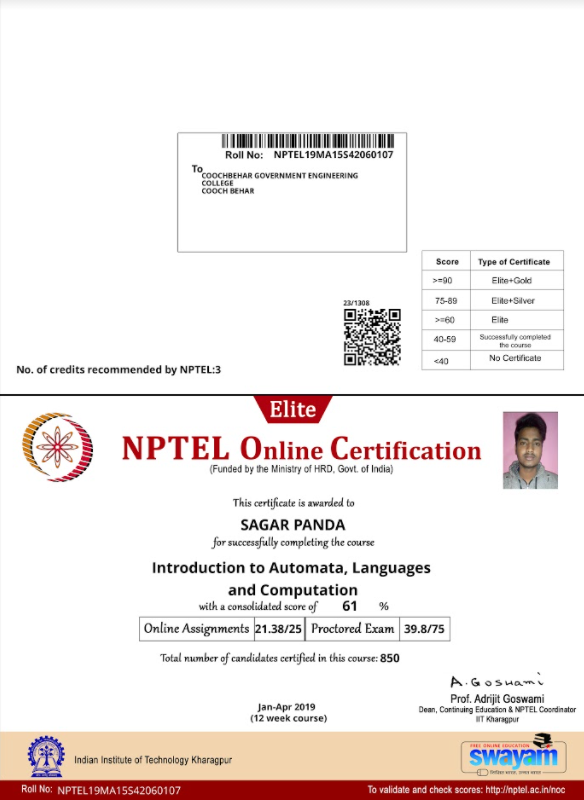 Roll No: NPTEL19MA15S42060107
To
COOCHBEHAR GOVERNMENT ENGINEERING
COLLEGE
COOCH BEHAR
Score Type of Certificate
>=90 Elite+Gold
75-89 Elite+Silver
>=60 Elite
40-59 Successfully completed the course
<40 No Certificate
23/1308
No. of credits recommended by NPTEL:3
Elite
NPTEL Online Certification
(Funded by the Ministry of HRD, Govt. of India)
This certificate is awarded to
SAGAR PANDA
for successfully completing the course
Introduction to Automata, Languages
and Computation
with a consolidated score of 61 %
Online Assignments 21.38/25 Proctored Exam 39.8/75
Total number of candidates certified in this course: 850
A. Goswami
Jan-Apr 2019
(12 week course)
Prof. Adrijit Goswami
Dean, Continuing Education & NPTEL Coordinator
IIT Kharagpur
Indian Institute of Technology Kharagpur
FREE ONLINE EDUCATION
swayam
शिक्षित भारत, उन्नत भारत
Roll No: NPTEL19MA15S42060107
To validate and check scores: http://nptel.ac.in/noc